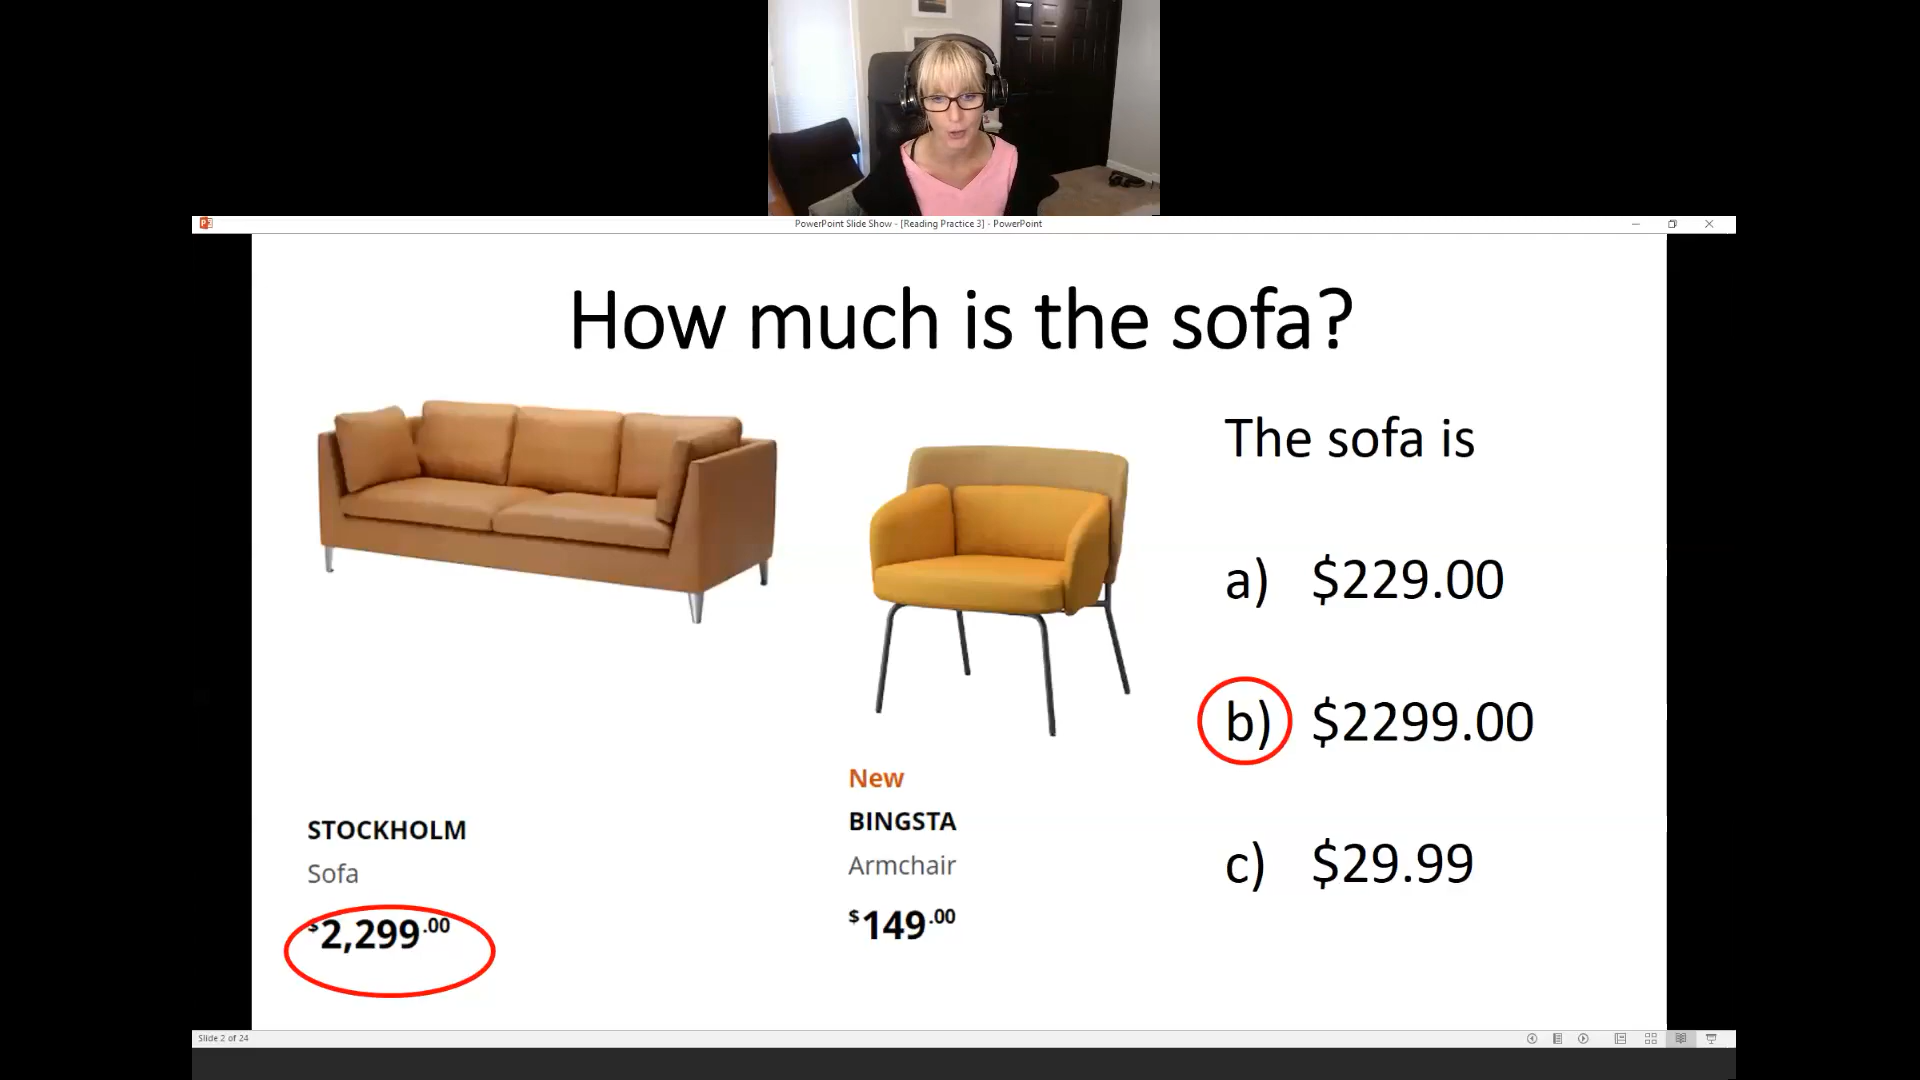 PowerPoint Slide Show - [Reading Practice 3] - PowerPoint
How much is the sofa?
The sofa is
a) $229.00
b) $2299.00
c) $29.99
STOCKHOLM
Sofa
$2,299.00
New
BINGSTA
Armchair
$149.00
Slide 2 of 24